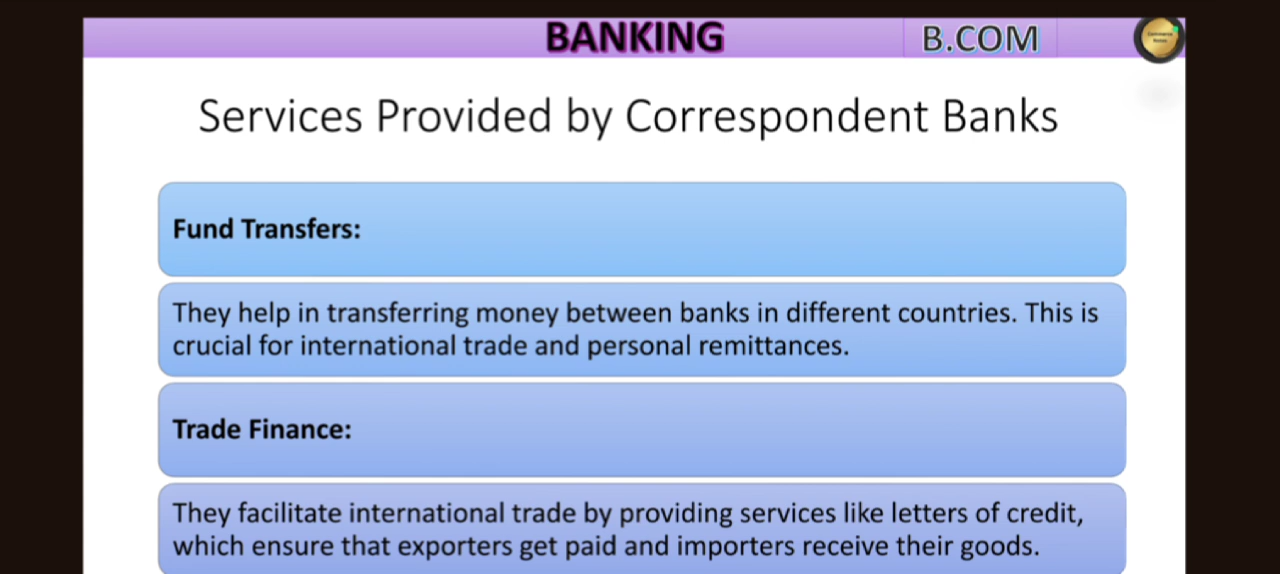 BANKING
B.COM
Commerce
Services Provided by Correspondent Banks
Fund Transfers:
They help in transferring money between banks in different countries. This is
crucial for international trade and personal remittances.
Trade Finance:
They facilitate international trade by providing services like letters of credit,
which ensure that exporters get paid and importers receive their goods.